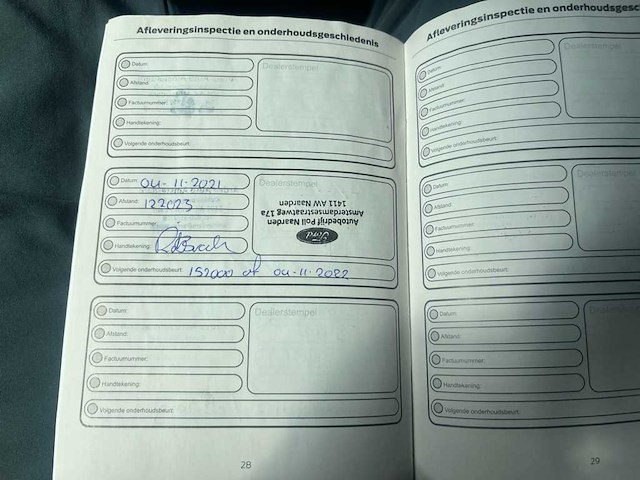 Afleveringsinspectie en onderhoudsgeschiedenis
Datum:
Afstand:
Factuurnummer:
Handtekening:
Volgende onderhoudsbeurt:
Dealerstempel
Datum: 04-11-2021
Afstand: 122023
Factuurnummer:
Handtekening:
Volgende onderhoudsbeurt: 152000 of 04-11-2022
Dealerstempel
Ford
Autobedrijf Poll Naarden
Amsterdamsestraatweg 17a
1411 AW Naarden
Datum:
Afstand:
Factuurnummer:
Handtekening:
Volgende onderhoudsbeurt:
Dealerstempel
28
Afleveringsinspectie en onderhoudsgesc
Datum:
Afstand:
Factuurnummer:
Handtekening:
Volgende onderhoudsbeurt:
Dealerstempel
Datum:
Afstand:
Factuurnummer:
Handtekening:
Volgende onderhoudsbeurt:
Dealers
Datum:
Afstand:
Factuurnummer:
Handtekening:
Volgende onderhoudsbeurt:
Dealerst
29